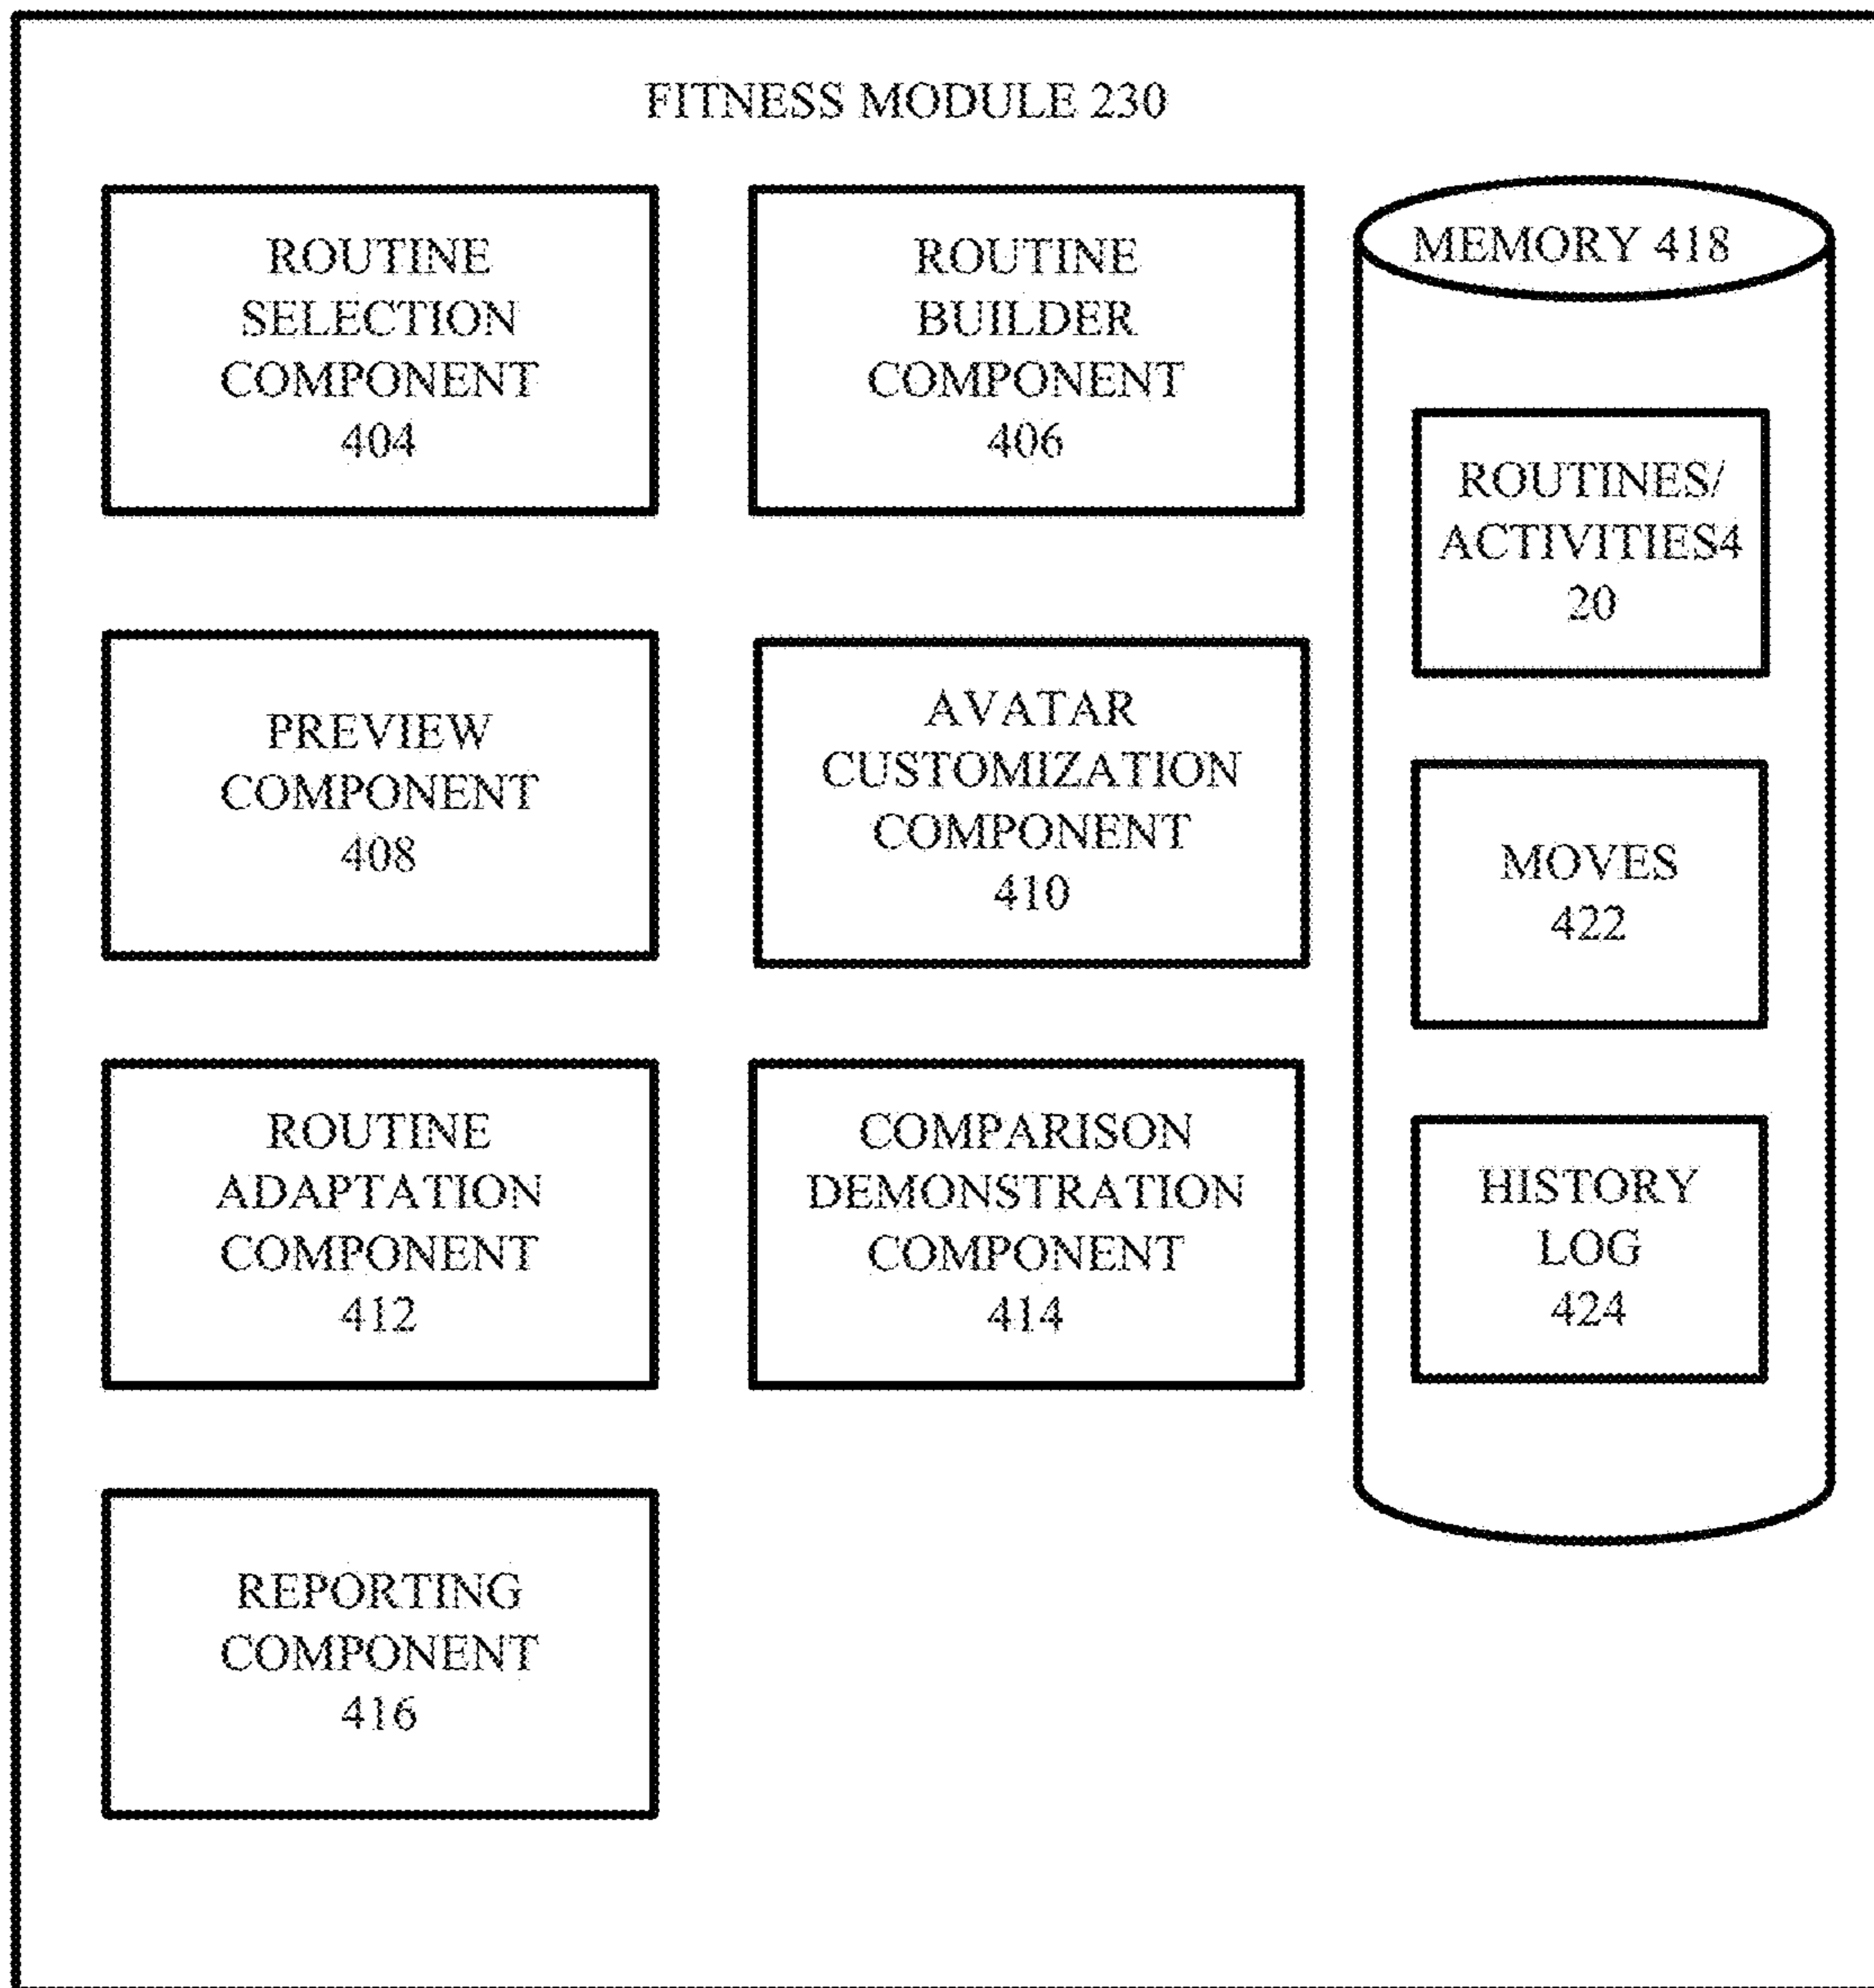 FITNESS MODULE 230
ROUTINE
SELECTION
COMPONENT
404
ROUTINE
BUILDER
COMPONENT
406
MEMORY 418
ROUTINES/
ACTIVITIES4
20
PREVIEW
COMPONENT
408
AVATAR
CUSTOMIZATION
COMPONENT
410
MOVES
422
ROUTINE
ADAPTATION
COMPONENT
412
COMPARISON
DEMONSTRATION
COMPONENT
414
HISTORY
LOG
424
REPORTING
COMPONENT
416